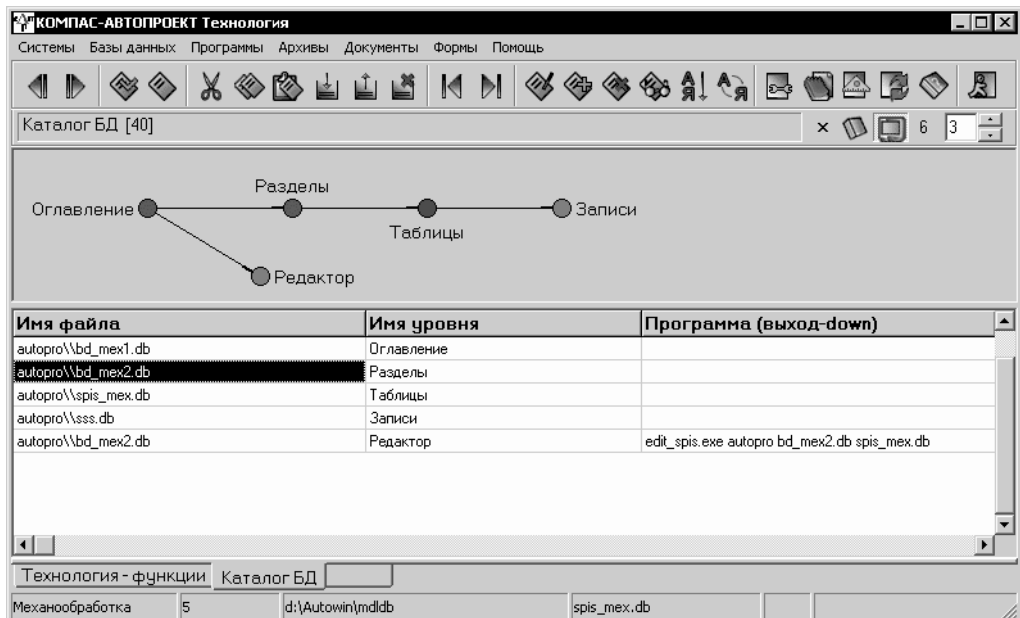 КОМПАС-АВТОПРОЕКТ Технология
Системы Базы данных Программы Архивы Документы Формы Помощь
Каталог БД [40] 6 3
Разделы
Оглавление Записи
Таблицы
Редактор
Имя файла Имя уровня Программа (выход-down)
autopro\\bd_mex1.db Оглавление
autopro\\bd_mex2.db Разделы
autopro\\spis_mex.db Таблицы
autopro\\sss.db Записи
autopro\\bd_mex2.db Редактор edit_spis.exe autopro bd_mex2.db spis_mex.db
Технология - функции Каталог БД
Механообработка 5 d:\Autowin\mdldb spis_mex.db